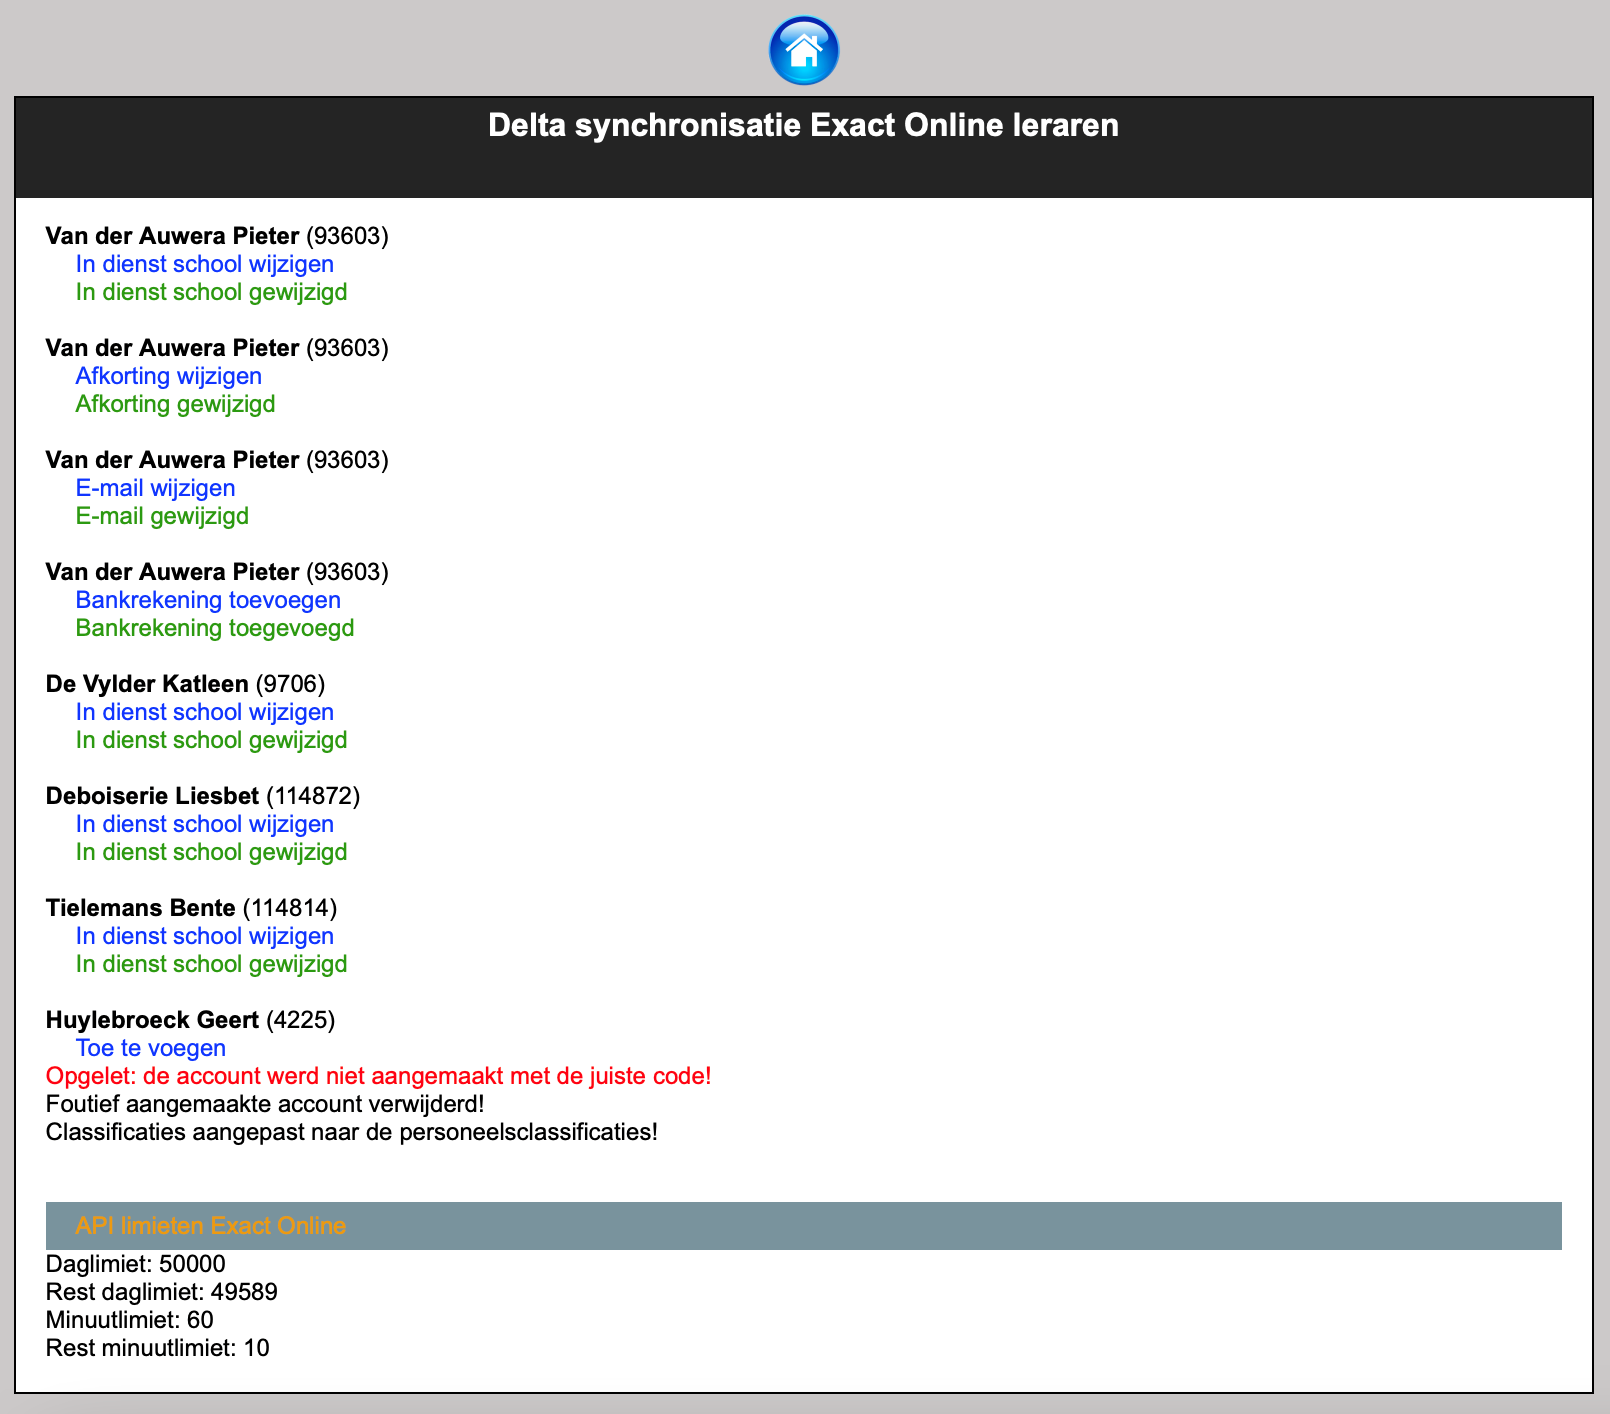 Delta synchronisatie Exact Online leraren
Van der Auwera Pieter (93603)
In dienst school wijzigen
In dienst school gewijzigd
Van der Auwera Pieter (93603)
Afkorting wijzigen
Afkorting gewijzigd
Van der Auwera Pieter (93603)
E-mail wijzigen
E-mail gewijzigd
Van der Auwera Pieter (93603)
Bankrekening toevoegen
Bankrekening toegevoegd
De Vylder Katleen (9706)
In dienst school wijzigen
In dienst school gewijzigd
Deboiserie Liesbet (114872)
In dienst school wijzigen
In dienst school gewijzigd
Tielemans Bente (114814)
In dienst school wijzigen
In dienst school gewijzigd
Huylebroeck Geert (4225)
Toe te voegen
Opgelet: de account werd niet aangemaakt met de juiste code!
Foutief aangemaakte account verwijderd!
Classificaties aangepast naar de personeelsclassificaties!
API limieten Exact Online
Daglimiet: 50000
Rest daglimiet: 49589
Minuutlimiet: 60
Rest minuutlimiet: 10